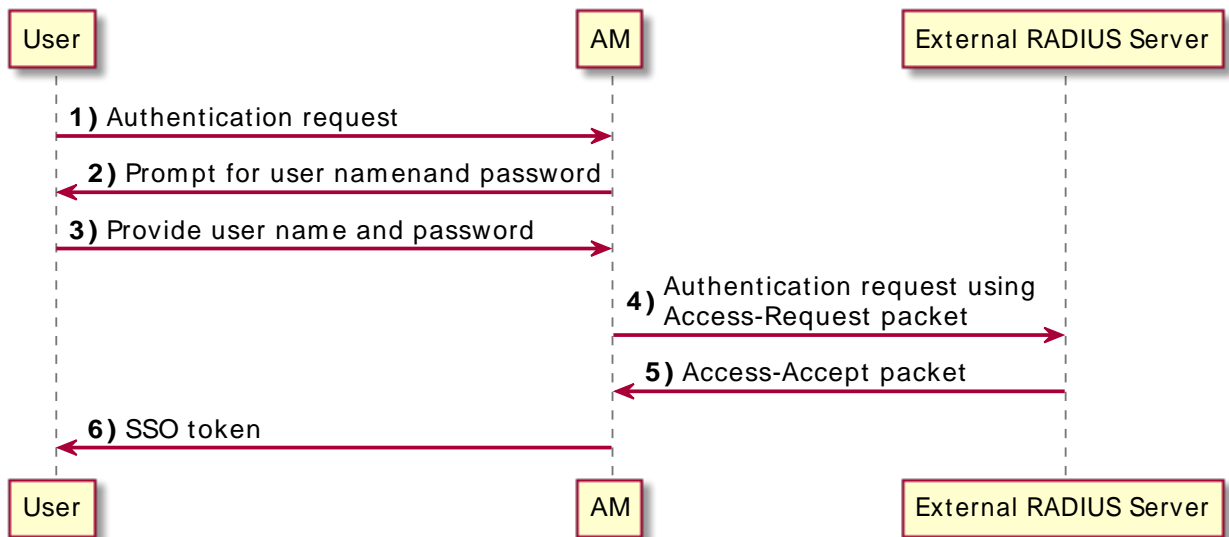 User
AM
External RADIUS Server
1) Authentication request
2) Prompt for user namenand password
3) Provide user name and password
4) Authentication request using
Access-Request packet
5) Access-Accept packet
6) SSO token
User
AM
External RADIUS Server